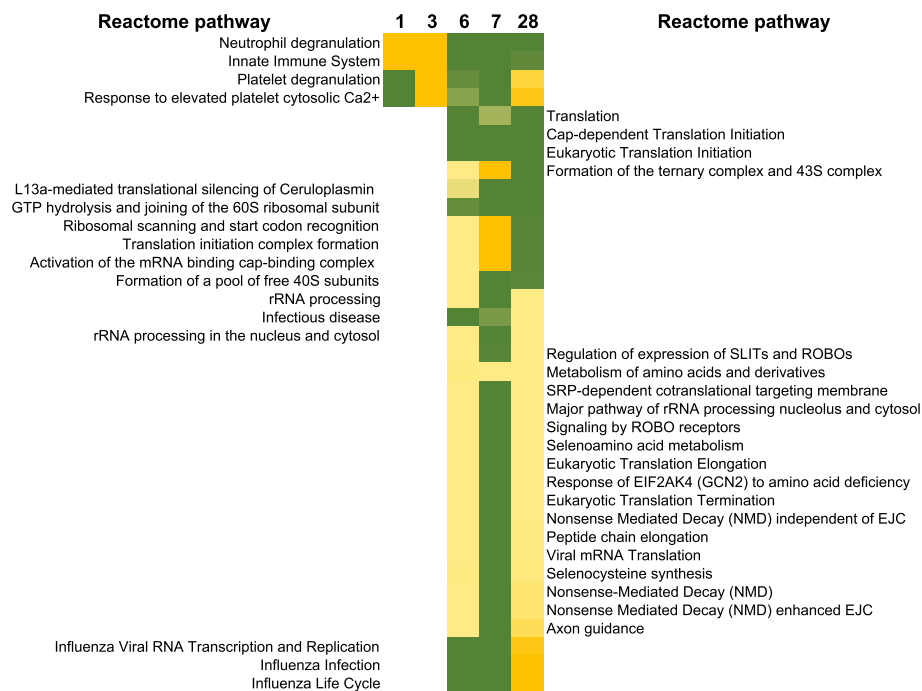 Reactome pathway 1 3 6 7 28 Reactome pathway
Neutrophil degranulation
Innate Immune System
Platelet degranulation
Response to elevated platelet cytosolic Ca2+
Translation
Cap-dependent Translation Initiation
Eukaryotic Translation Initiation
Formation of the ternary complex and 43S complex
L13a-mediated translational silencing of Ceruloplasmin
GTP hydrolysis and joining of the 60S ribosomal subunit
Ribosomal scanning and start codon recognition
Translation initiation complex formation
Activation of the mRNA binding cap-binding complex
Formation of a pool of free 40S subunits
rRNA processing
Infectious disease
rRNA processing in the nucleus and cytosol
Regulation of expression of SLITs and ROBOs
Metabolism of amino acids and derivatives
SRP-dependent cotranslational targeting membrane
Major pathway of rRNA processing nucleolus and cytosol
Signaling by ROBO receptors
Selenoamino acid metabolism
Eukaryotic Translation Elongation
Response of EIF2AK4 (GCN2) to amino acid deficiency
Eukaryotic Translation Termination
Nonsense Mediated Decay (NMD) independent of EJC
Peptide chain elongation
Viral mRNA Translation
Selenocysteine synthesis
Nonsense-Mediated Decay (NMD)
Nonsense Mediated Decay (NMD) enhanced EJC
Axon guidance
Influenza Viral RNA Transcription and Replication
Influenza Infection
Influenza Life Cycle